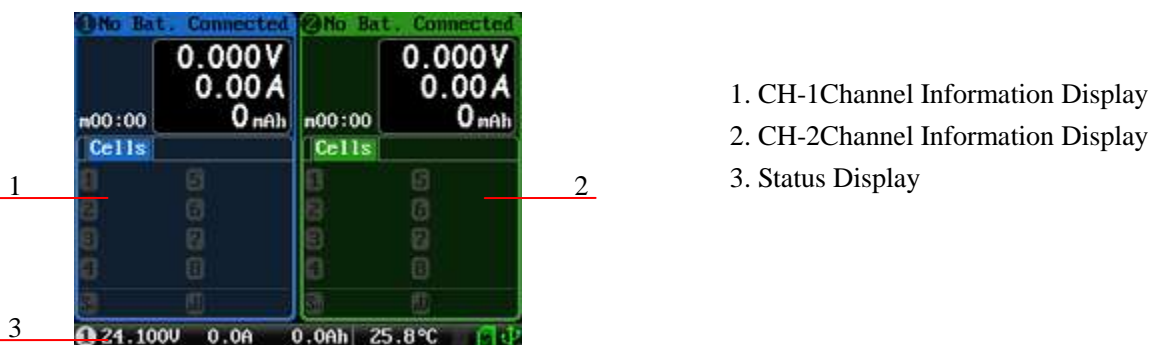 1No Bat. Connected
0.000V
0.00A
m00:00 0mAh
Cells
1 5
2 6
3 7
4 8
2No Bat. Connected
0.000V
0.00A
m00:00 0mAh
Cells
1 5
2 6
3 7
4 8
1 24.100V 0.0A 0.0Ah 25.8°C
1
2
3
1. CH-1Channel Information Display
2. CH-2Channel Information Display
3. Status Display